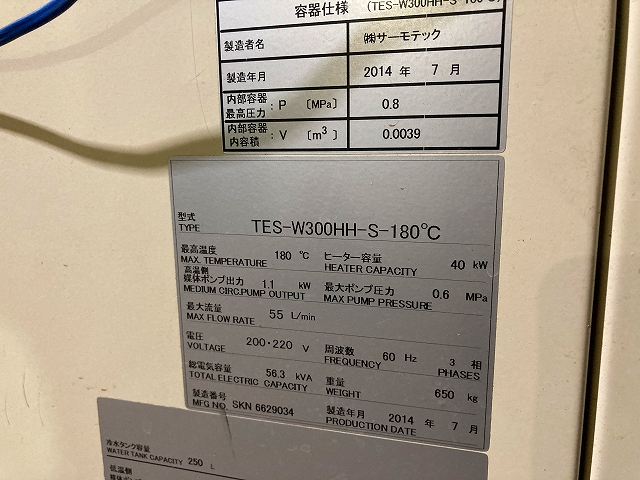 容器仕様 (TES-W300HH-S-180℃)
製造者名 ㈱サーモテック
製造年月 2014 年 7 月
内部容器最高圧力 : P [MPa] 0.8
内部容器内容積 : V [m³] 0.0039
型式
TYPE TES-W300HH-S-180℃
最高温度 180 ℃ ヒーター容量 40 kW
MAX. TEMPERATURE HEATER CAPACITY
高温側
媒体ポンプ出力 1.1 kW 最大ポンプ圧力 0.6 MPa
MEDIUM CIRC.PUMP OUTPUT MAX PUMP PRESSURE
最大流量 55 L/min
MAX FLOW RATE
電圧 200・220 V 周波数 60 Hz 3 相
VOLTAGE FREQUENCY PHASES
総電気容量 56.3 kVA 重量 650 kg
TOTAL ELECTRIC CAPACITY WEIGHT
製造番号 SKN 6629034 製造年月 2014 年 7 月
MFG NO. PRODUCTION DATE
冷水タンク容量
WATER TANK CAPACITY 250 L
低温側